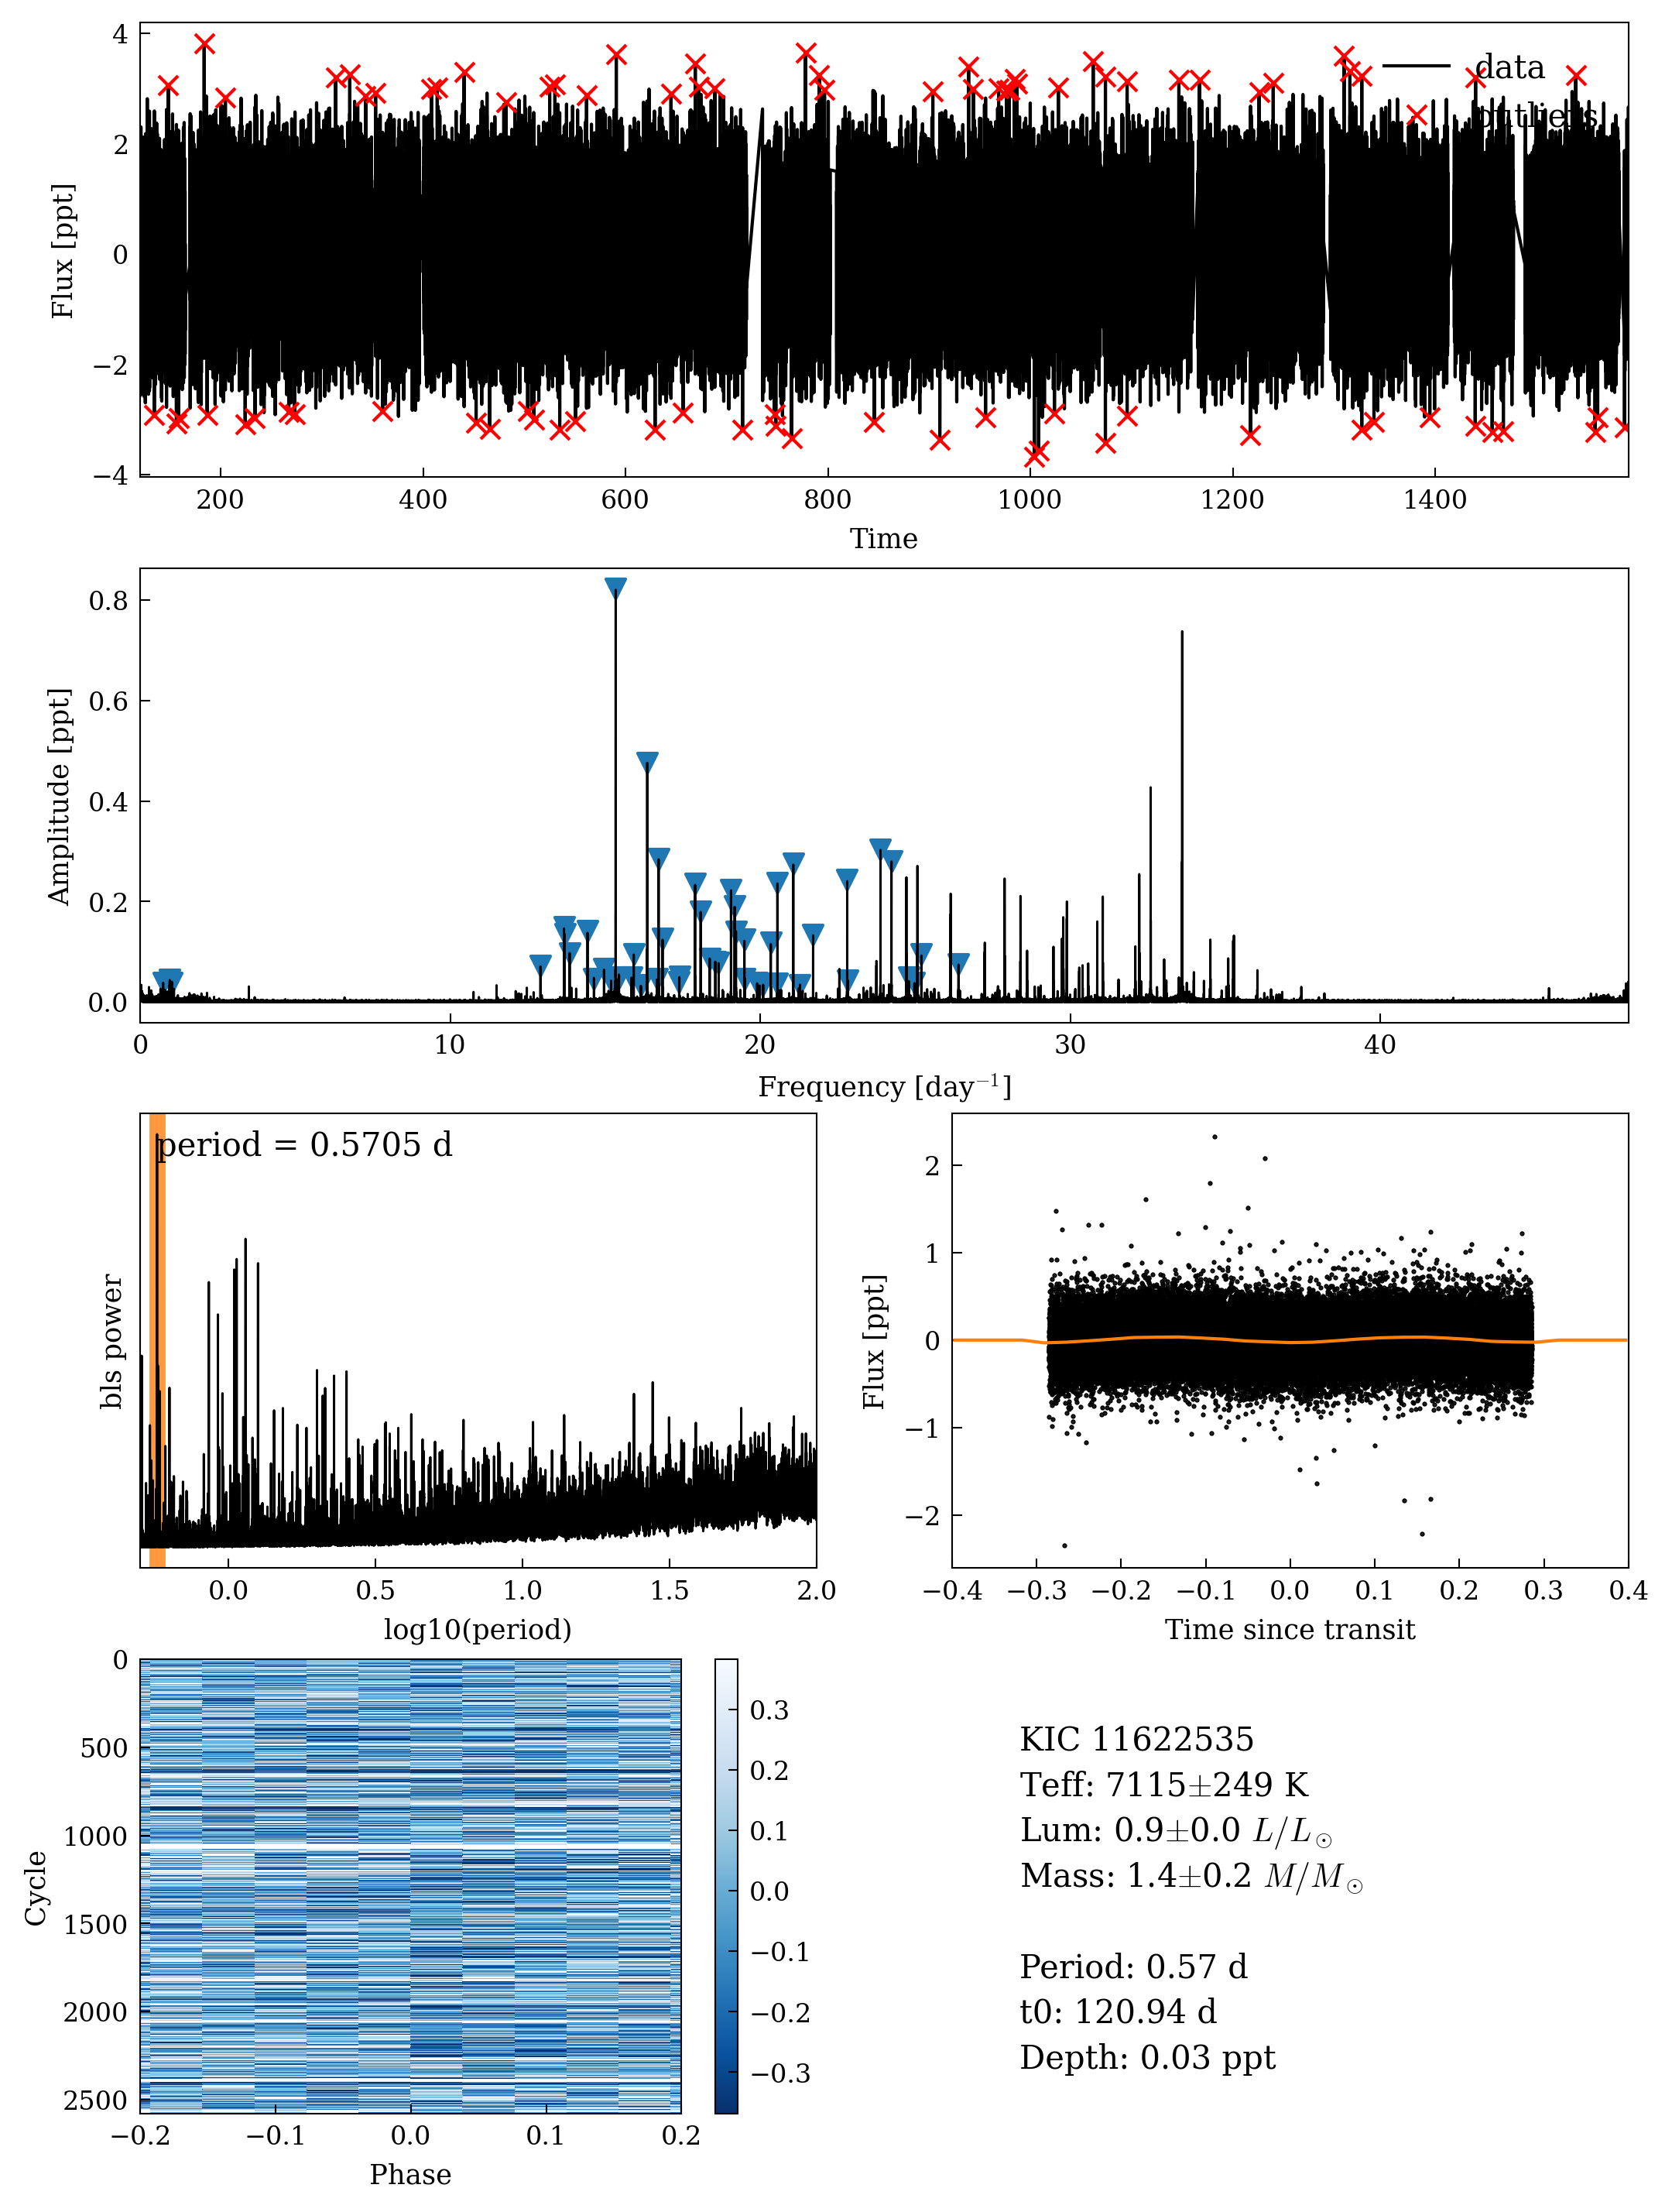 4
2
0
−2
−4
Flux [ppt]
data
outliers
200
400
600
800
1000
1200
1400
Time
0.8
0.6
0.4
0.2
0.0
Amplitude [ppt]
0
10
20
30
40
Frequency [day⁻¹]
period = 0.5705 d
bls power
0.0
0.5
1.0
1.5
2.0
log10(period)
2
1
0
−1
−2
Flux [ppt]
−0.4
−0.3
−0.2
−0.1
0.0
0.1
0.2
0.3
0.4
Time since transit
0
500
1000
1500
2000
2500
Cycle
−0.2
−0.1
0.0
0.1
0.2
Phase
0.3
0.2
0.1
0.0
−0.1
−0.2
−0.3
KIC 11622535
Teff: 7115±249 K
Lum: 0.9±0.0 L/L⊙
Mass: 1.4±0.2 M/M⊙
Period: 0.57 d
t0: 120.94 d
Depth: 0.03 ppt